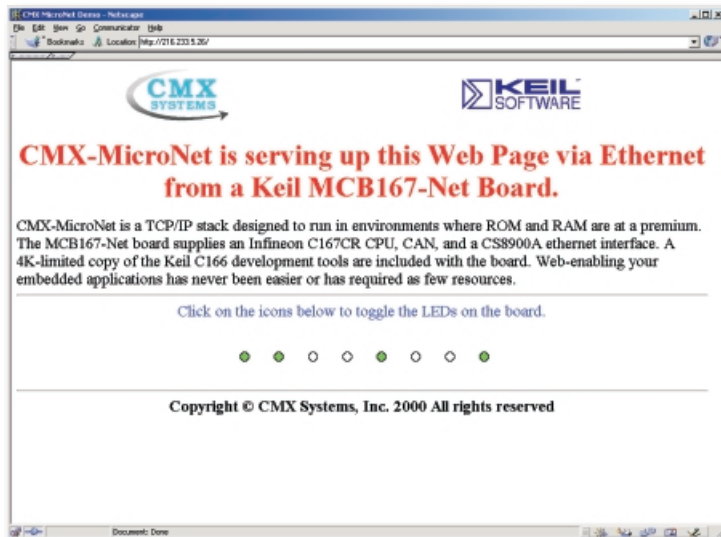 CMX MicroNet Demo - Netscape
File Edit View Go Communicator Help
Bookmarks Location: http://216.233.5.26/
CMX
SYSTEMS
KEIL
SOFTWARE
CMX-MicroNet is serving up this Web Page via Ethernet
from a Keil MCB167-Net Board.
CMX-MicroNet is a TCP/IP stack designed to run in environments where ROM and RAM are at a premium.
The MCB167-Net board supplies an Infineon C167CR CPU, CAN, and a CS8900A ethernet interface. A
4K-limited copy of the Keil C166 development tools are included with the board. Web-enabling your
embedded applications has never been easier or has required as few resources.
Click on the icons below to toggle the LEDs on the board.
Copyright © CMX Systems, Inc. 2000 All rights reserved
Document: Done